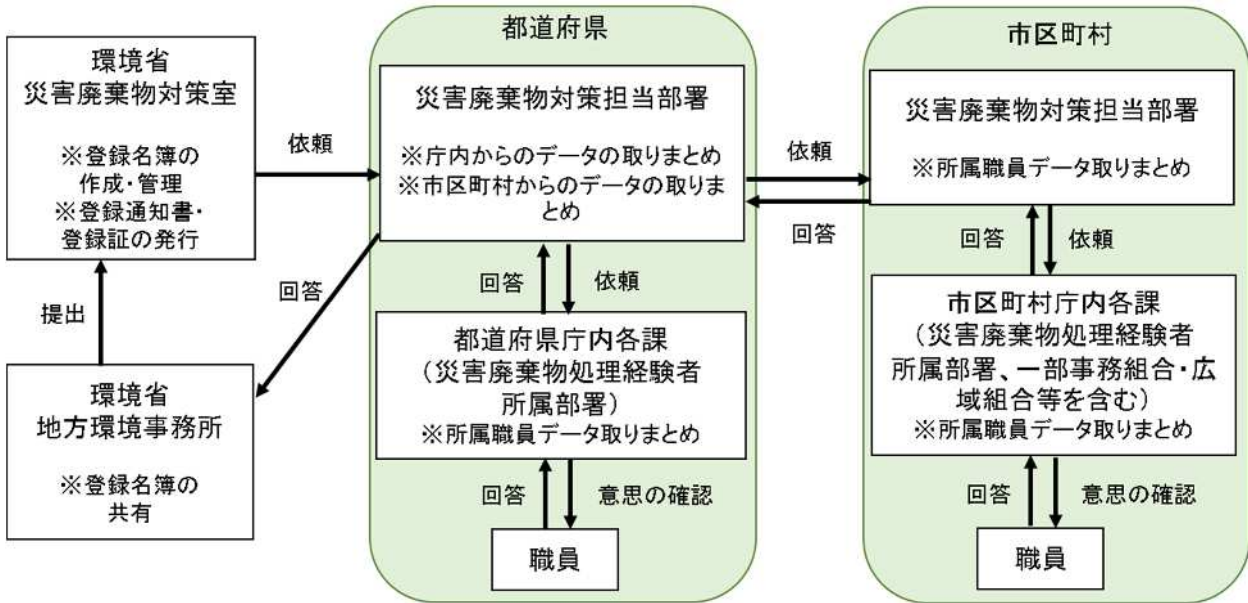 環境省
災害廃棄物対策室
※登録名簿の
作成・管理
※登録通知書・
登録証の発行
提出
環境省
地方環境事務所
※登録名簿の
共有
依頼
回答
都道府県
災害廃棄物対策担当部署
※庁内からのデータの取りまとめ
※市区町村からのデータの取りま
とめ
回答
依頼
都道府県庁内各課
（災害廃棄物処理経験者
所属部署）
※所属職員データ取りまとめ
回答
意思の確認
職員
依頼
回答
市区町村
災害廃棄物対策担当部署
※所属職員データ取りまとめ
回答
依頼
市区町村庁内各課
（災害廃棄物処理経験者
所属部署、一部事務組合・広
域組合等を含む）
※所属職員データ取りまとめ
回答
意思の確認
職員